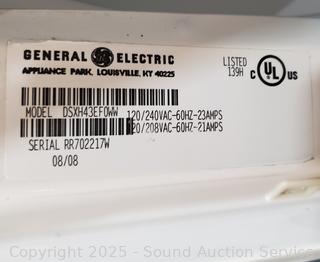 GENERAL ELECTRIC
APPLIANCE PARK, LOUISVILLE, KY 40225
LISTED
139H
C UL US
MODEL DSXH43EF0WW
120/240VAC-60HZ-23AMPS
120/208VAC-60HZ-21AMPS
SERIAL RR702217W
08/08
Copyright 2025 - Sound Auction Service